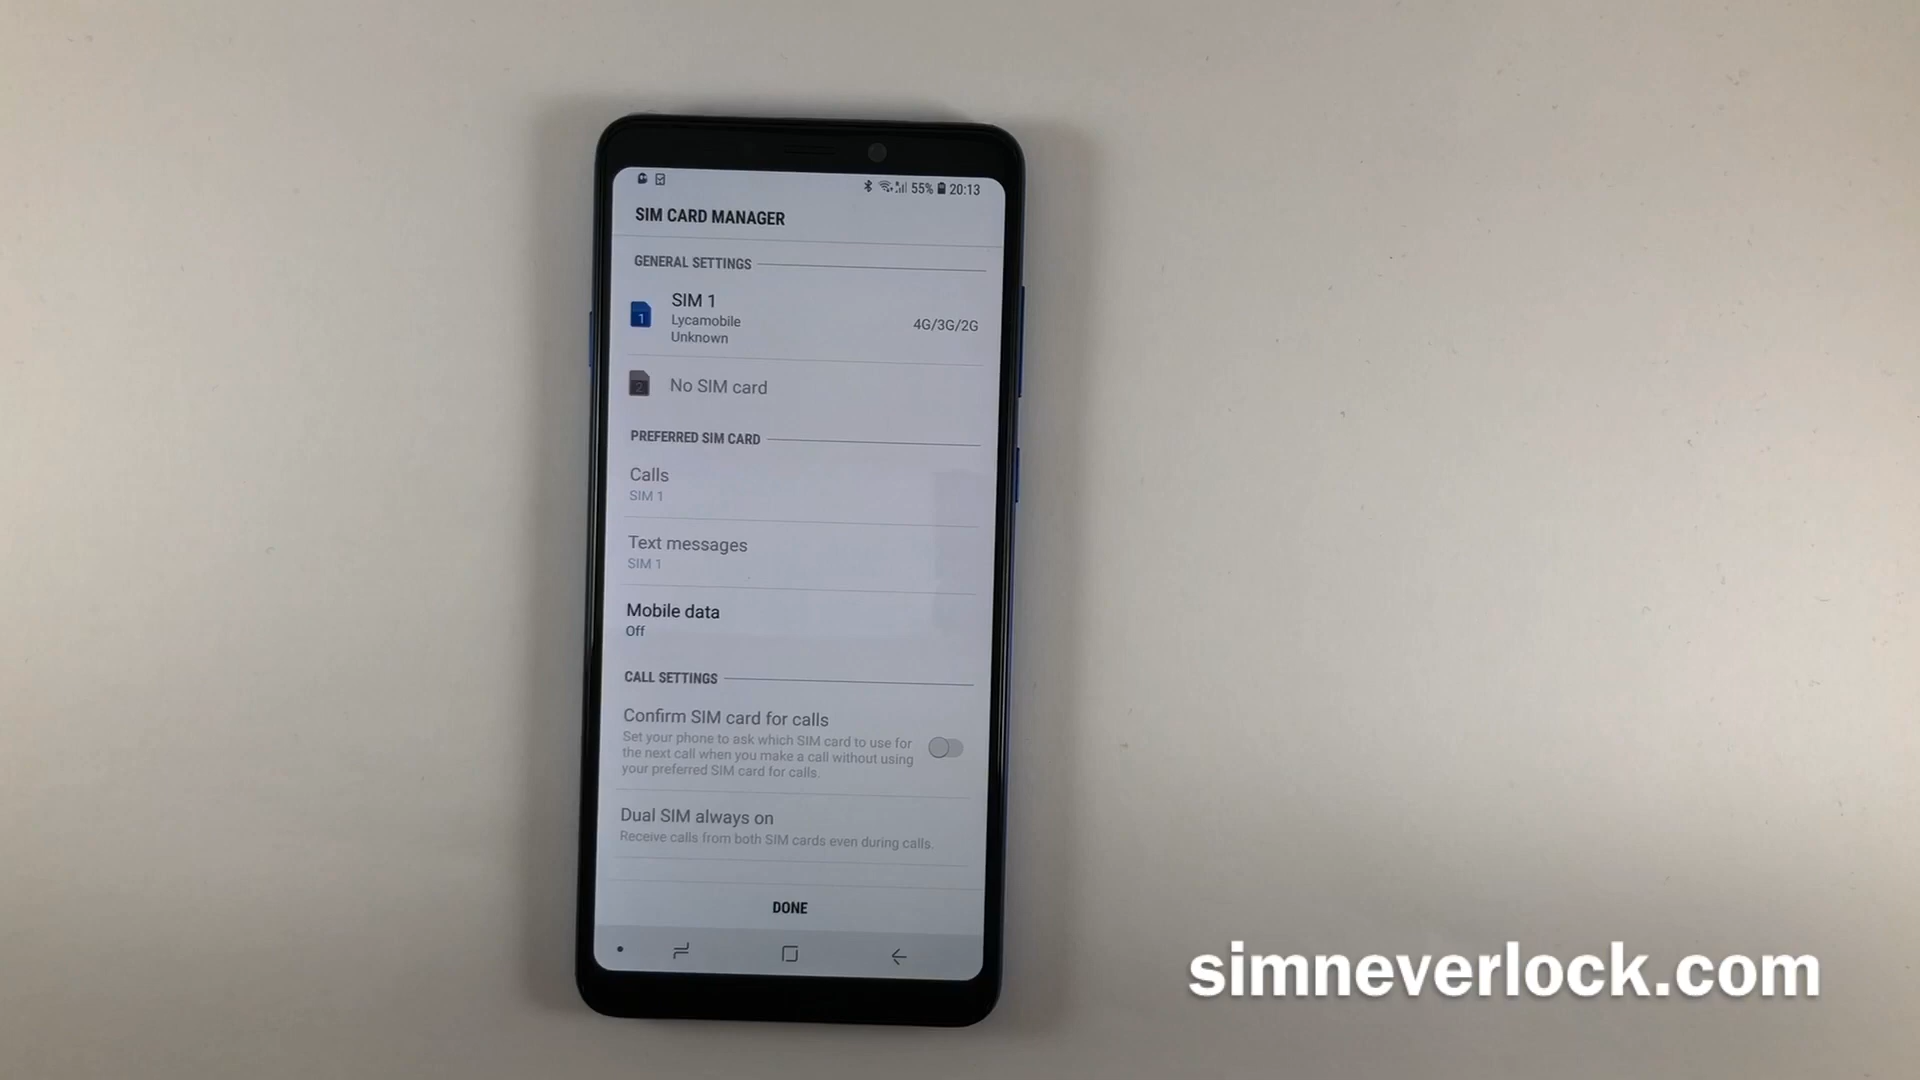 55% 20:13
SIM CARD MANAGER
GENERAL SETTINGS
1
SIM 1
Lycamobile
Unknown
4G/3G/2G
2
No SIM card
PREFERRED SIM CARD
Calls
SIM 1
Text messages
SIM 1
Mobile data
Off
CALL SETTINGS
Confirm SIM card for calls
Set your phone to ask which SIM card to use for
the next call when you make a call without using
your preferred SIM card for calls.
Dual SIM always on
Receive calls from both SIM cards even during calls.
DONE
simneverlock.com